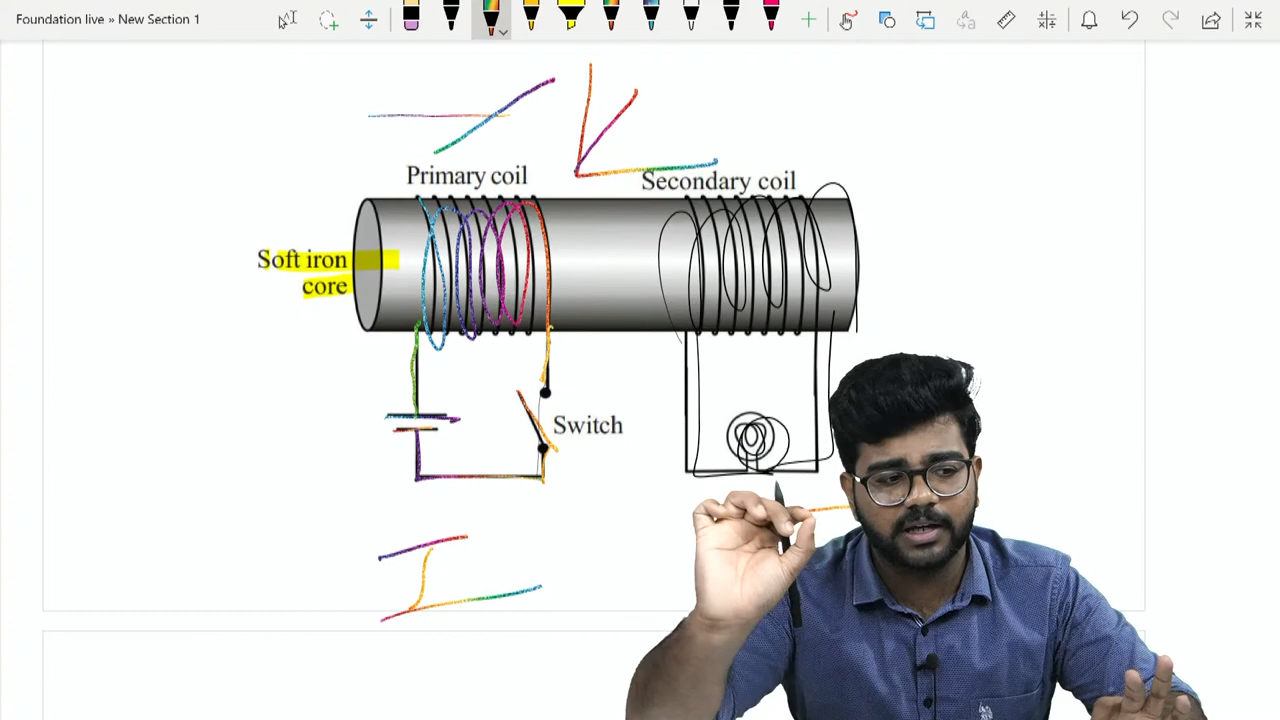 Foundation live » New Section 1
Primary coil
Secondary coil
Soft iron
core
Switch